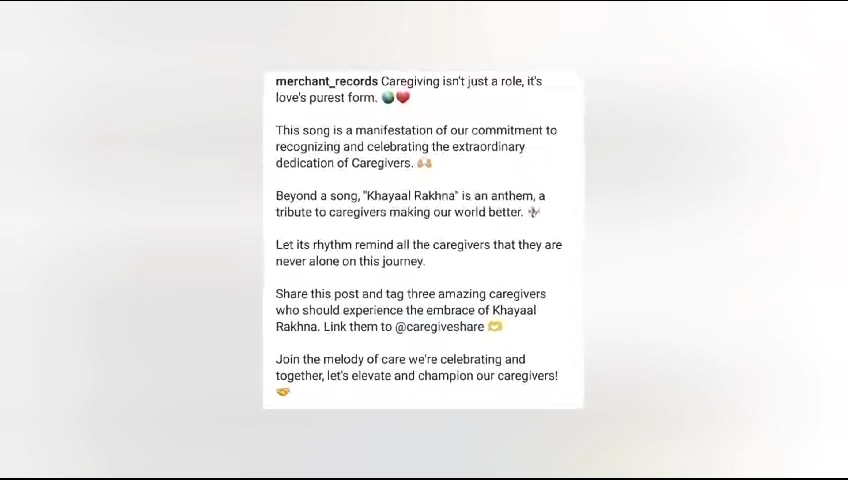 merchant_records Caregiving isn't just a role, it's
love's purest form. 🌍❤️
This song is a manifestation of our commitment to
recognizing and celebrating the extraordinary
dedication of Caregivers. 🙌🏼
Beyond a song, "Khayaal Rakhna" is an anthem, a
tribute to caregivers making our world better. 🕊️
Let its rhythm remind all the caregivers that they are
never alone on this journey.
Share this post and tag three amazing caregivers
who should experience the embrace of Khayaal
Rakhna. Link them to @caregiveshare 🫶
Join the melody of care we're celebrating and
together, let's elevate and champion our caregivers!
🤝